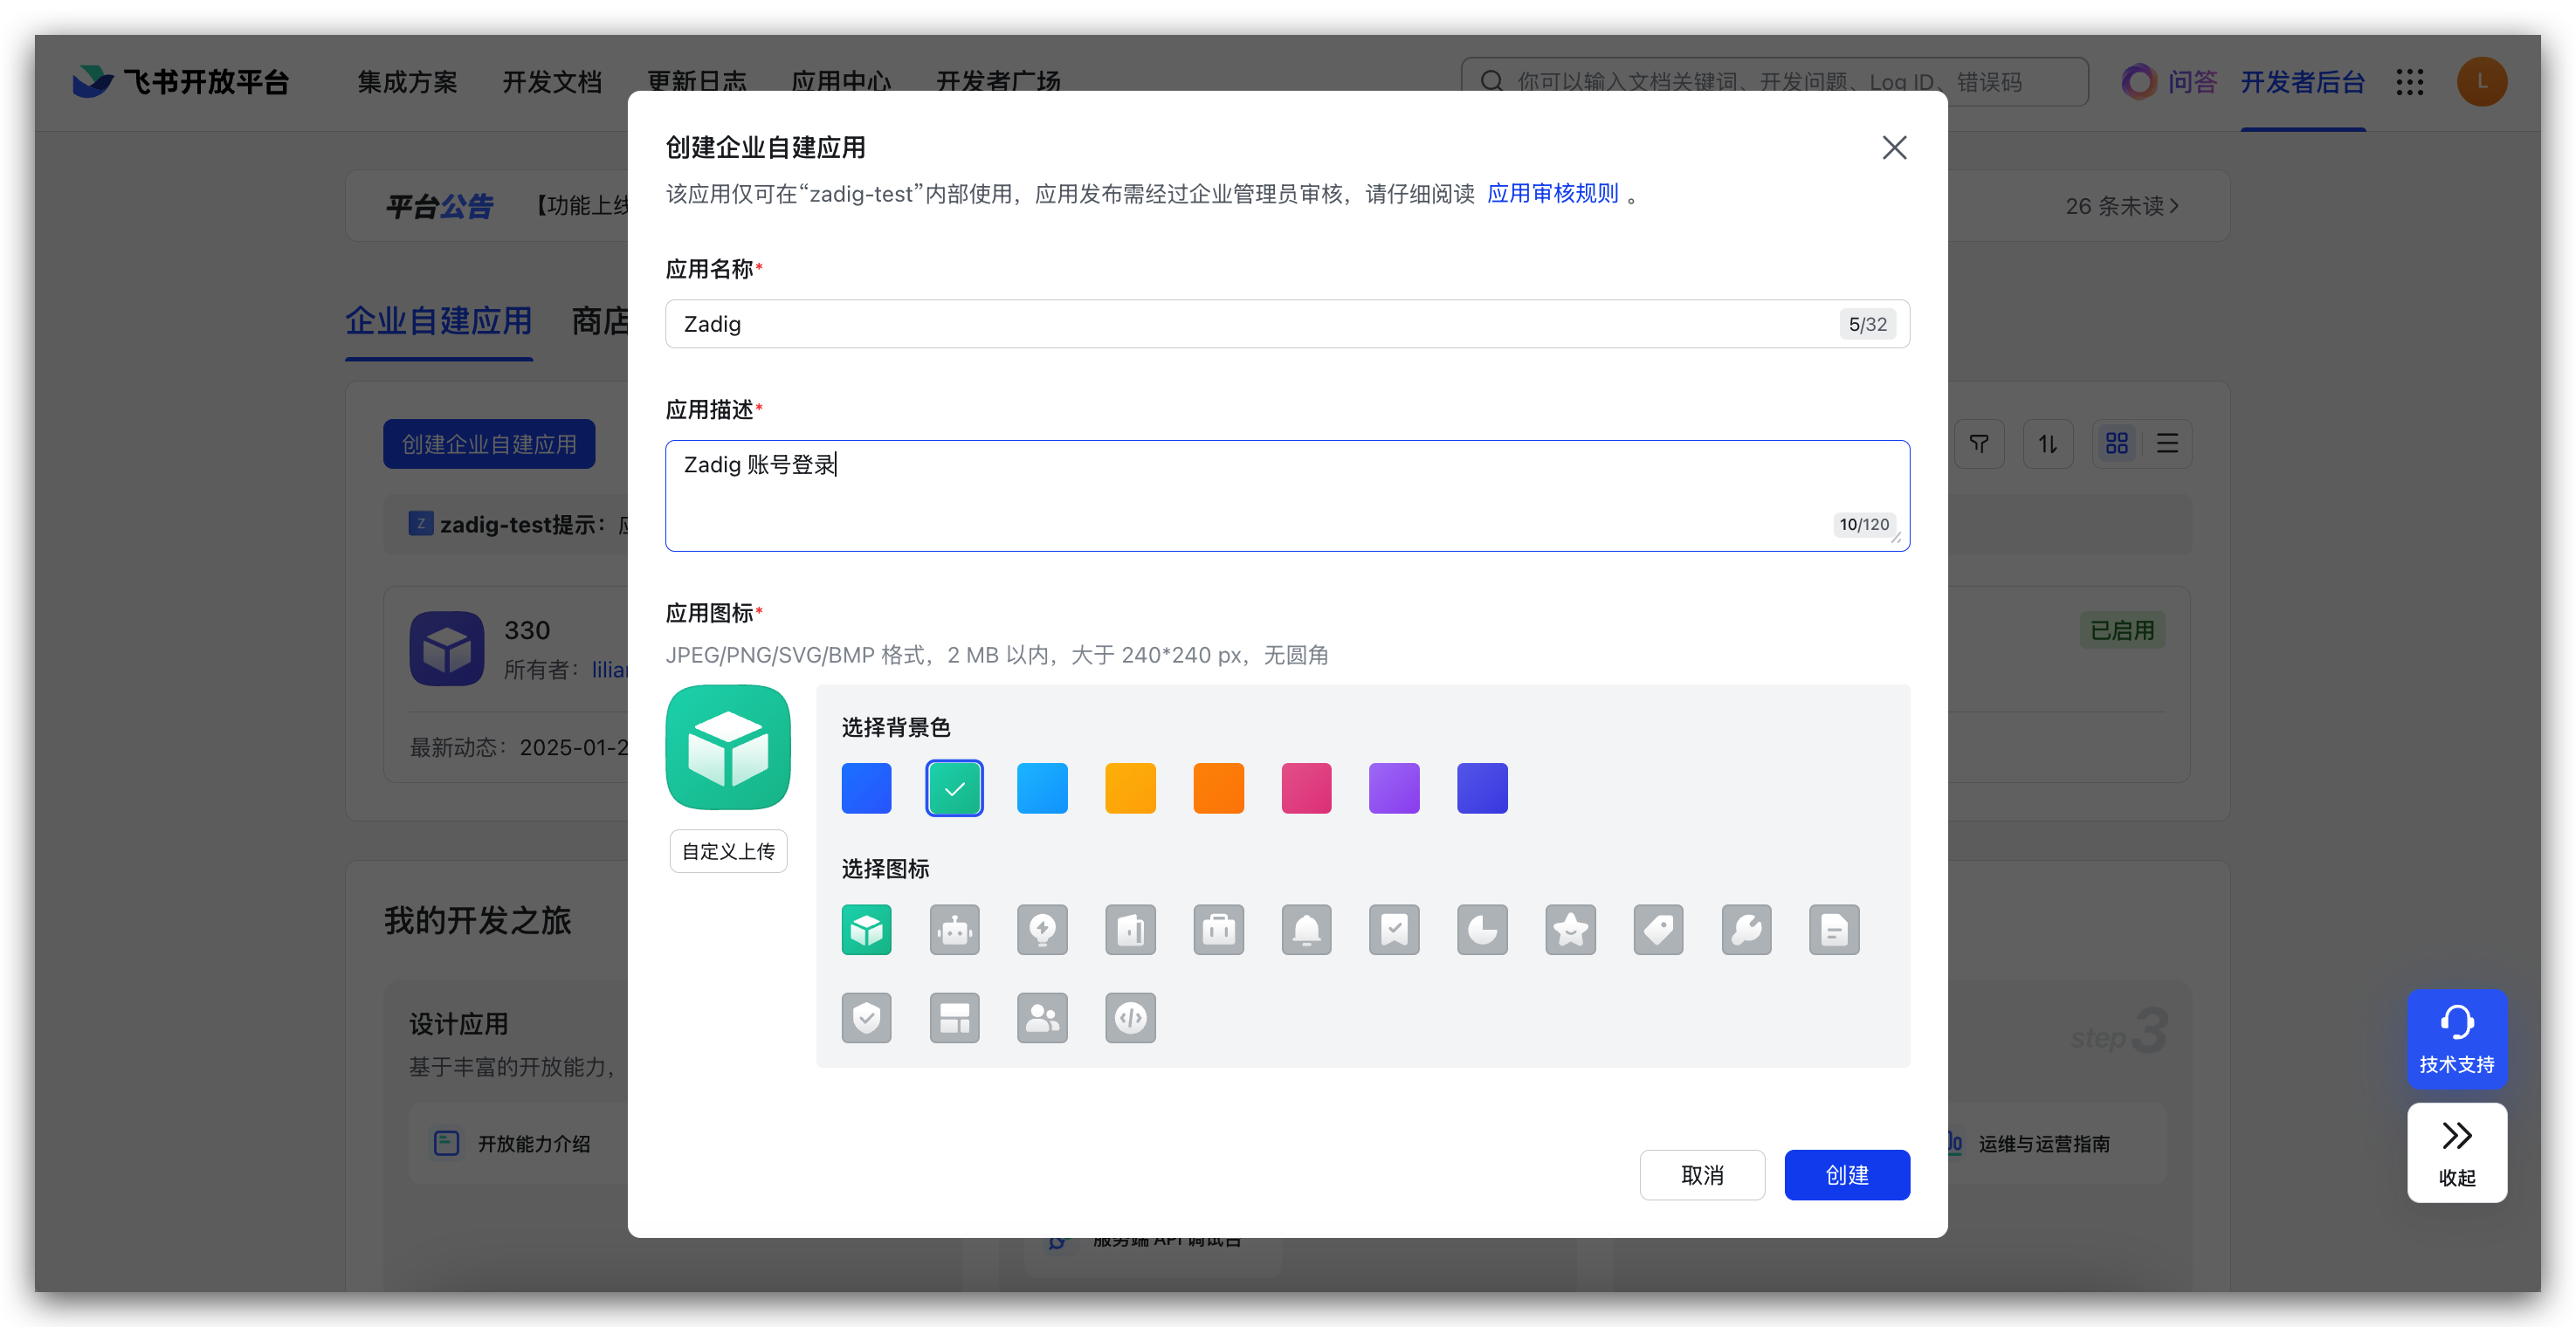 飞书开放平台 集成方案 开发文档 更新日志 应用中心 开发者广场 你可以输入文档关键词、开发问题、Log ID、错误码 问答 开发者后台 L
平台公告 【功能上线 26 条未读
企业自建应用 商店
创建企业自建应用
Z zadig-test提示：
330
所有者：
已启用
最新动态：2025-01-2
我的开发之旅
设计应用
基于丰富的开放能力，
step 3
开放能力介绍
运维与运营指南
服务端 API 调试台
创建企业自建应用
该应用仅可在“zadig-test”内部使用，应用发布需经过企业管理员审核，请仔细阅读 应用审核规则 。
应用名称*
Zadig 5/32
应用描述*
Zadig 账号登录
10/120
应用图标*
JPEG/PNG/SVG/BMP 格式，2 MB 以内，大于 240*240 px，无圆角
选择背景色
自定义上传
选择图标
取消 创建
技术支持
收起